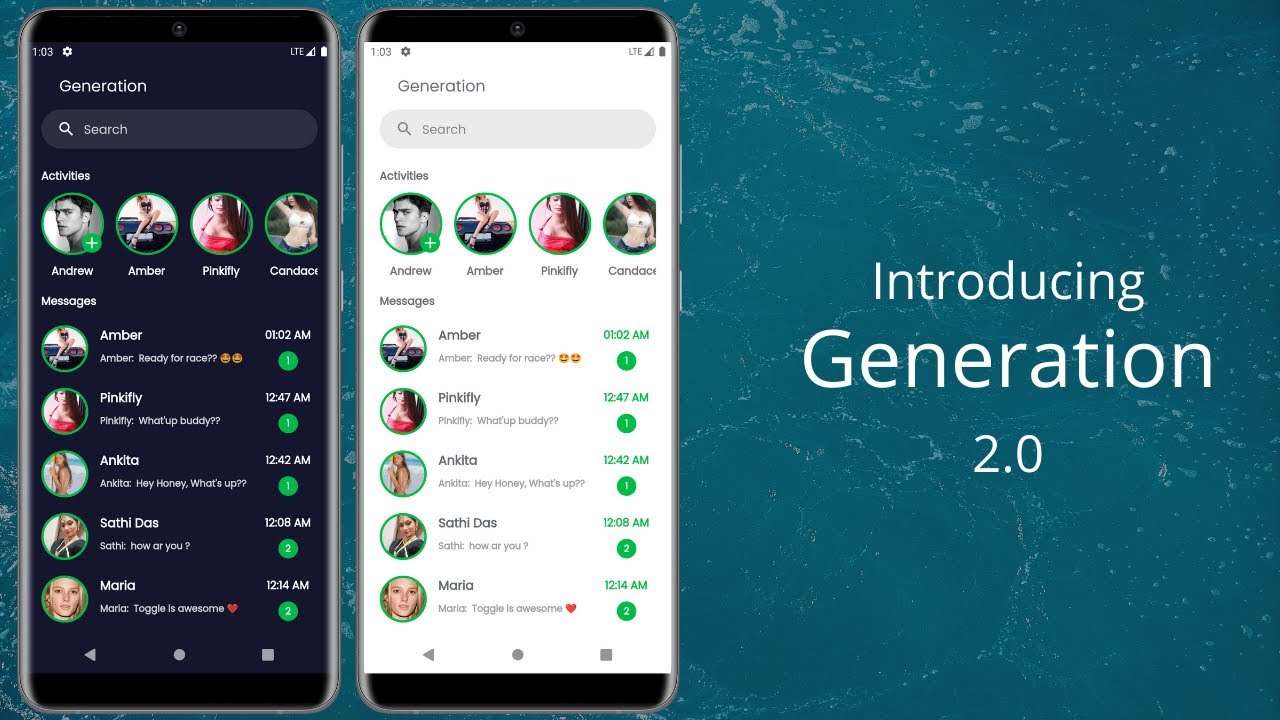 1:03 LTE
Generation
Search
Activities
Andrew Amber Pinkifly Candace
Messages
Amber 01:02 AM
Amber: Ready for race?? 🤩🤩 1
Pinkifly 12:47 AM
Pinkifly: What'up buddy?? 1
Ankita 12:42 AM
Ankita: Hey Honey, What's up?? 1
Sathi Das 12:08 AM
Sathi: how ar you ? 2
Maria 12:14 AM
Maria: Toggle is awesome ❤️ 2
1:03 LTE
Generation
Search
Activities
Andrew Amber Pinkifly Candace
Messages
Amber 01:02 AM
Amber: Ready for race?? 🤩🤩 1
Pinkifly 12:47 AM
Pinkifly: What'up buddy?? 1
Ankita 12:42 AM
Ankita: Hey Honey, What's up?? 1
Sathi Das 12:08 AM
Sathi: how ar you ? 2
Maria 12:14 AM
Maria: Toggle is awesome ❤️ 2
Introducing
Generation
2.0